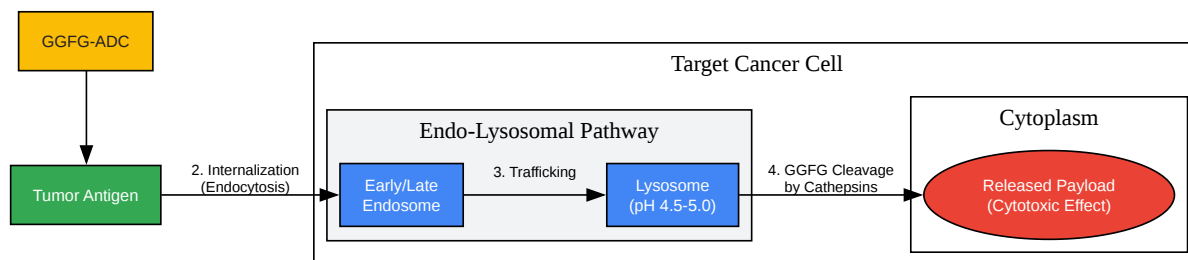 GGFG-ADC
Target Cancer Cell
Endo-Lysosomal Pathway
Cytoplasm
Tumor Antigen
2. Internalization
(Endocytosis)
Early/Late
Endosome
3. Trafficking
Lysosome
(pH 4.5-5.0)
4. GGFG Cleavage
by Cathepsins
Released Payload
(Cytotoxic Effect)